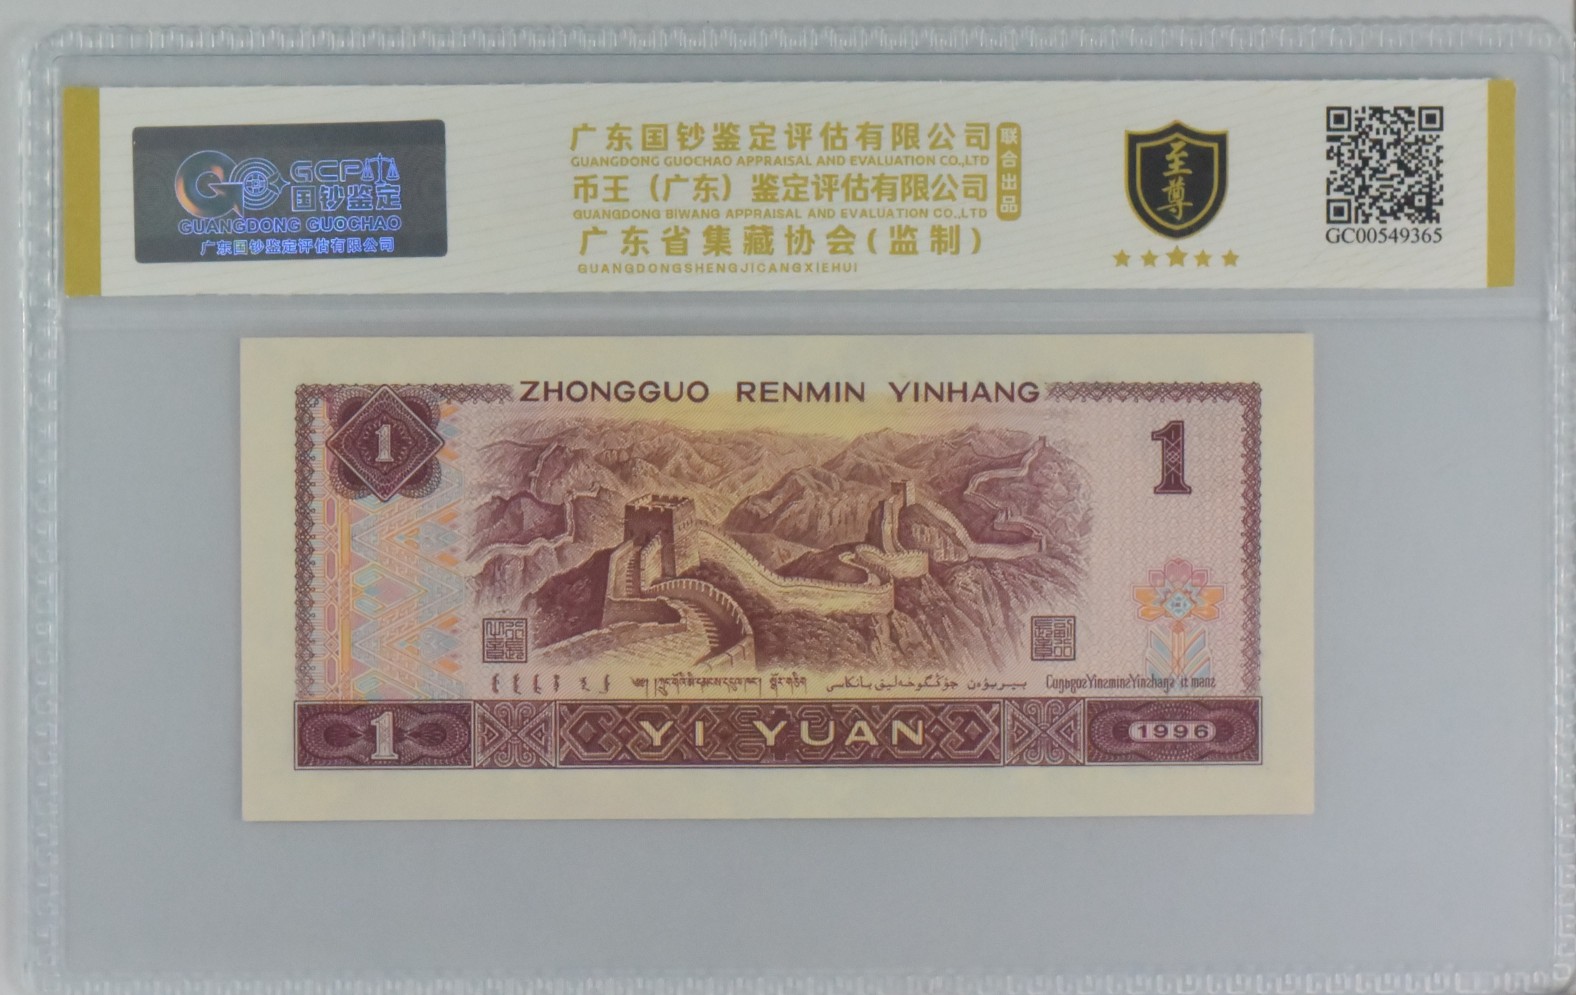 GCP
国钞鉴定
GUANGDONG GUOCHAO
广东国钞鉴定评估有限公司
广东国钞鉴定评估有限公司
GUANGDONG GUOCHAO APPRAISAL AND EVALUATION CO.,LTD
币王（广东）鉴定评估有限公司
GUANGDONG BIWANG APPRAISAL AND EVALUATION CO.,LTD
广东省集藏协会(监制)
GUANGDONGSHENGJICANGXIEHUI
联合出品
至尊
GC00549365
ZHONGGUO RENMIN YINHANG
1
1
1
YI YUAN
1996